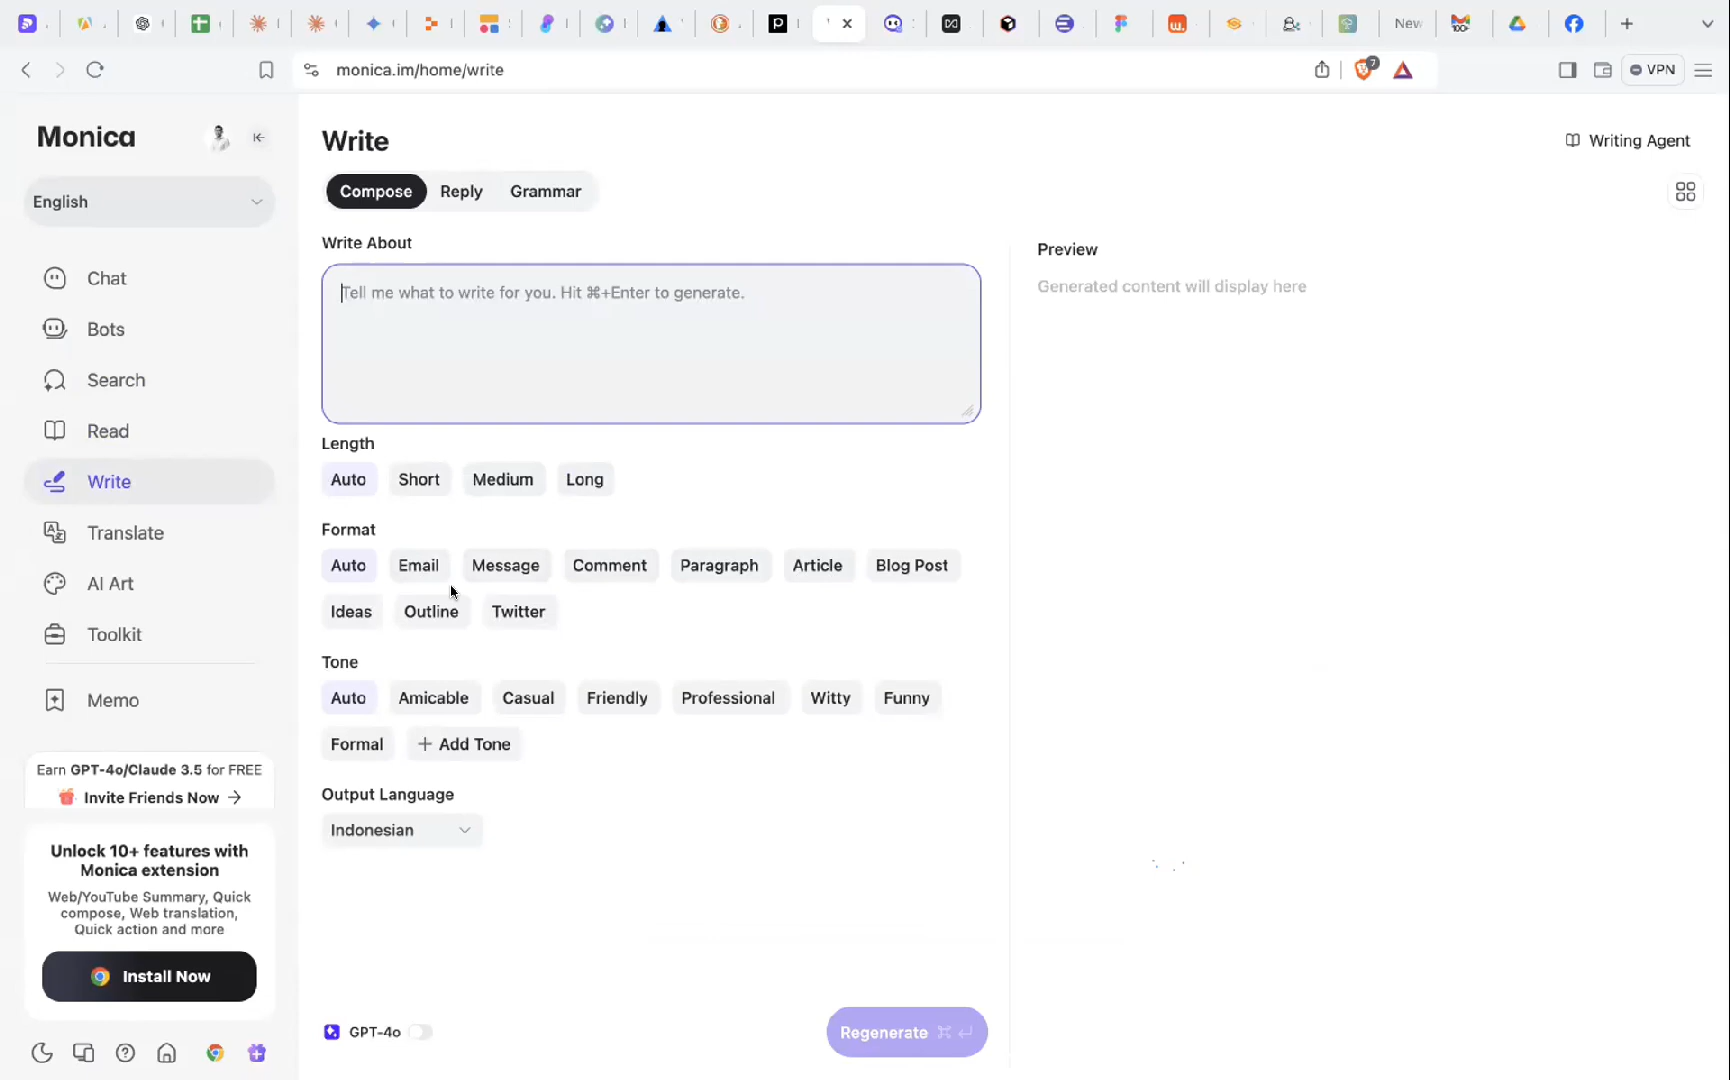 New
100+
monica.im/home/write
7
VPN
Monica
English
Chat
Bots
Search
Read
Write
Translate
AI Art
Toolkit
Memo
Earn GPT-4o/Claude 3.5 for FREE
Invite Friends Now →
Unlock 10+ features with
Monica extension
Web/YouTube Summary, Quick
compose, Web translation,
Quick action and more
Install Now
Write
Writing Agent
Compose Reply Grammar
Write About
Tell me what to write for you. Hit ⌘+Enter to generate.
Length
Auto Short Medium Long
Format
Auto Email Message Comment Paragraph Article Blog Post
Ideas Outline Twitter
Tone
Auto Amicable Casual Friendly Professional Witty Funny
Formal + Add Tone
Output Language
Indonesian
GPT-4o
Regenerate ⌘ ↵
Preview
Generated content will display here